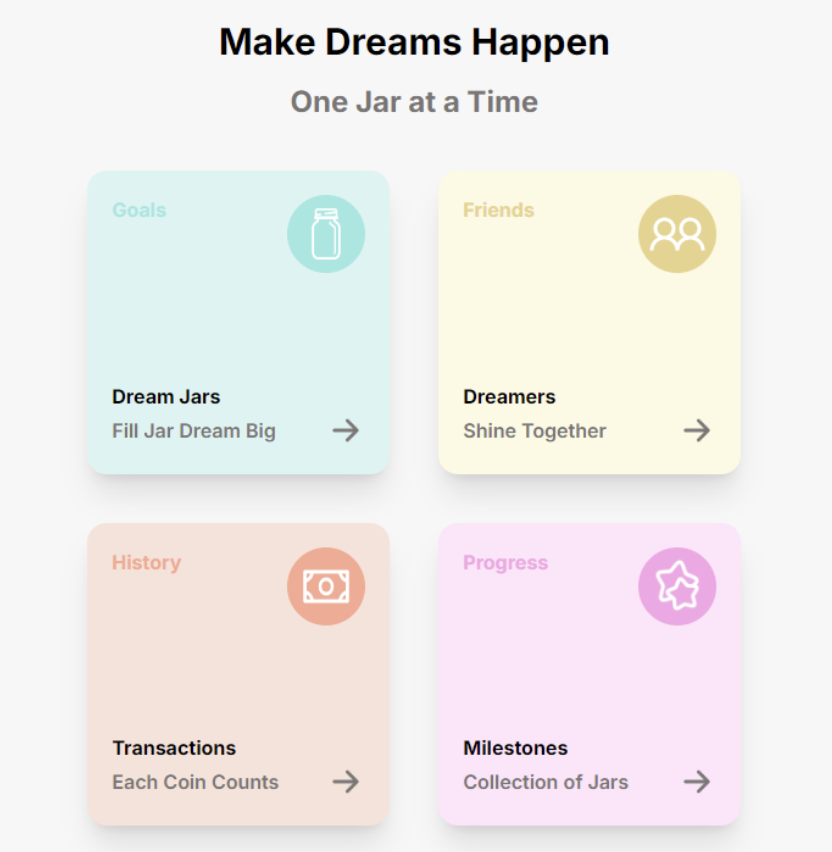 Make Dreams Happen
One Jar at a Time
Goals
Dream Jars
Fill Jar Dream Big
Friends
Dreamers
Shine Together
History
Transactions
Each Coin Counts
Progress
Milestones
Collection of Jars